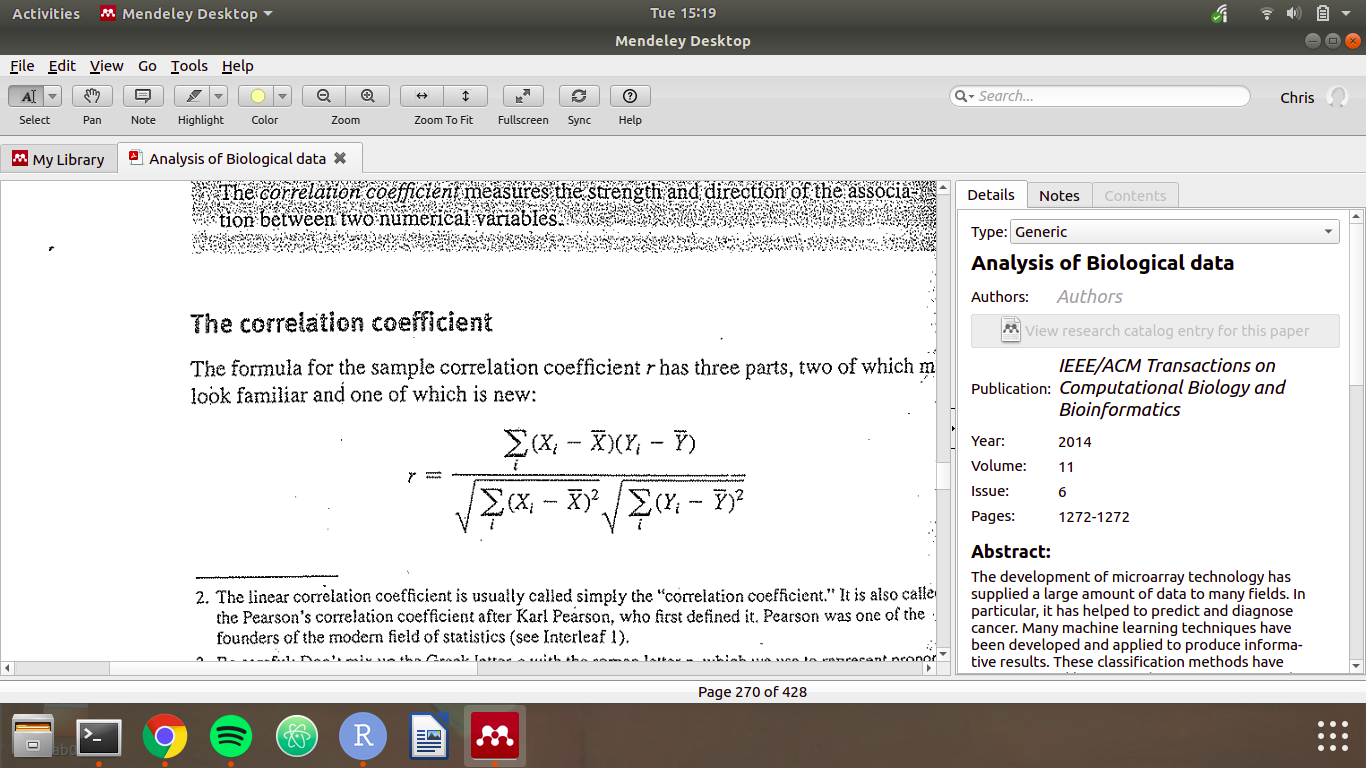 Activities Mendeley Desktop Tue 15:19
Mendeley Desktop
File Edit View Go Tools Help
Select Pan Note Highlight Color Zoom Zoom To Fit Fullscreen Sync Help
Search...
Chris
My Library Analysis of Biological data
The correlation coefficient measures the strength and direction of the associa-
tion between two numerical variables.
The correlation coefficient
The formula for the sample correlation coefficient r has three parts, two of which m
look familiar and one of which is new:
r = ∑i(Xi − X̅)(Yi − Y̅) / √∑i(Xi − X̅)² √∑i(Yi − Y̅)²
2. The linear correlation coefficient is usually called simply the “correlation coefficient.” It is also calle
the Pearson’s correlation coefficient after Karl Pearson, who first defined it. Pearson was one of the
founders of the modern field of statistics (see Interleaf 1).
Details Notes Contents
Type: Generic
Analysis of Biological data
Authors: Authors
View research catalog entry for this paper
Publication: IEEE/ACM Transactions on
Computational Biology and
Bioinformatics
Year: 2014
Volume: 11
Issue: 6
Pages: 1272-1272
Abstract:
The development of microarray technology has
supplied a large amount of data to many fields. In
particular, it has helped to predict and diagnose
cancer. Many machine learning techniques have
been developed and applied to produce informa-
tive results. These classification methods have
Page 270 of 428